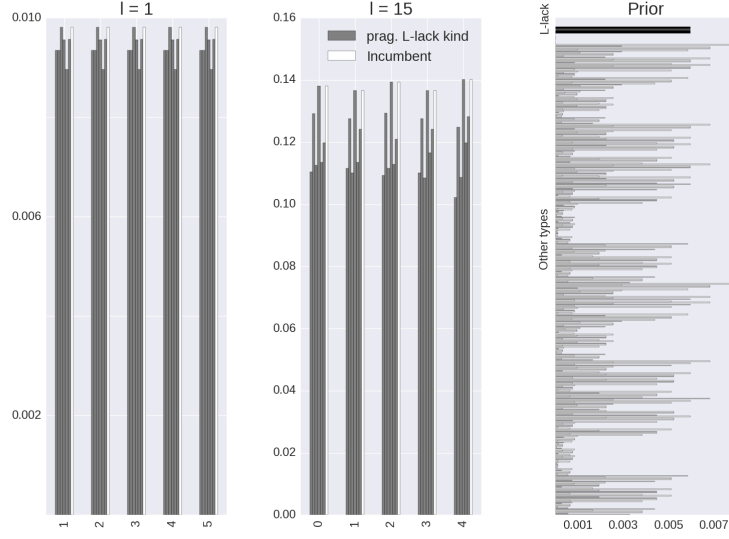 l = 1
0.010
0.006
0.002
1 2 3 4 5
l = 15
0.16
0.14
0.12
0.10
0.08
0.06
0.04
0.02
0.00
prag. L-lack kind
Incumbent
0 1 2 3 4
Prior
L-lack
Other types
0.001 0.003 0.005 0.007